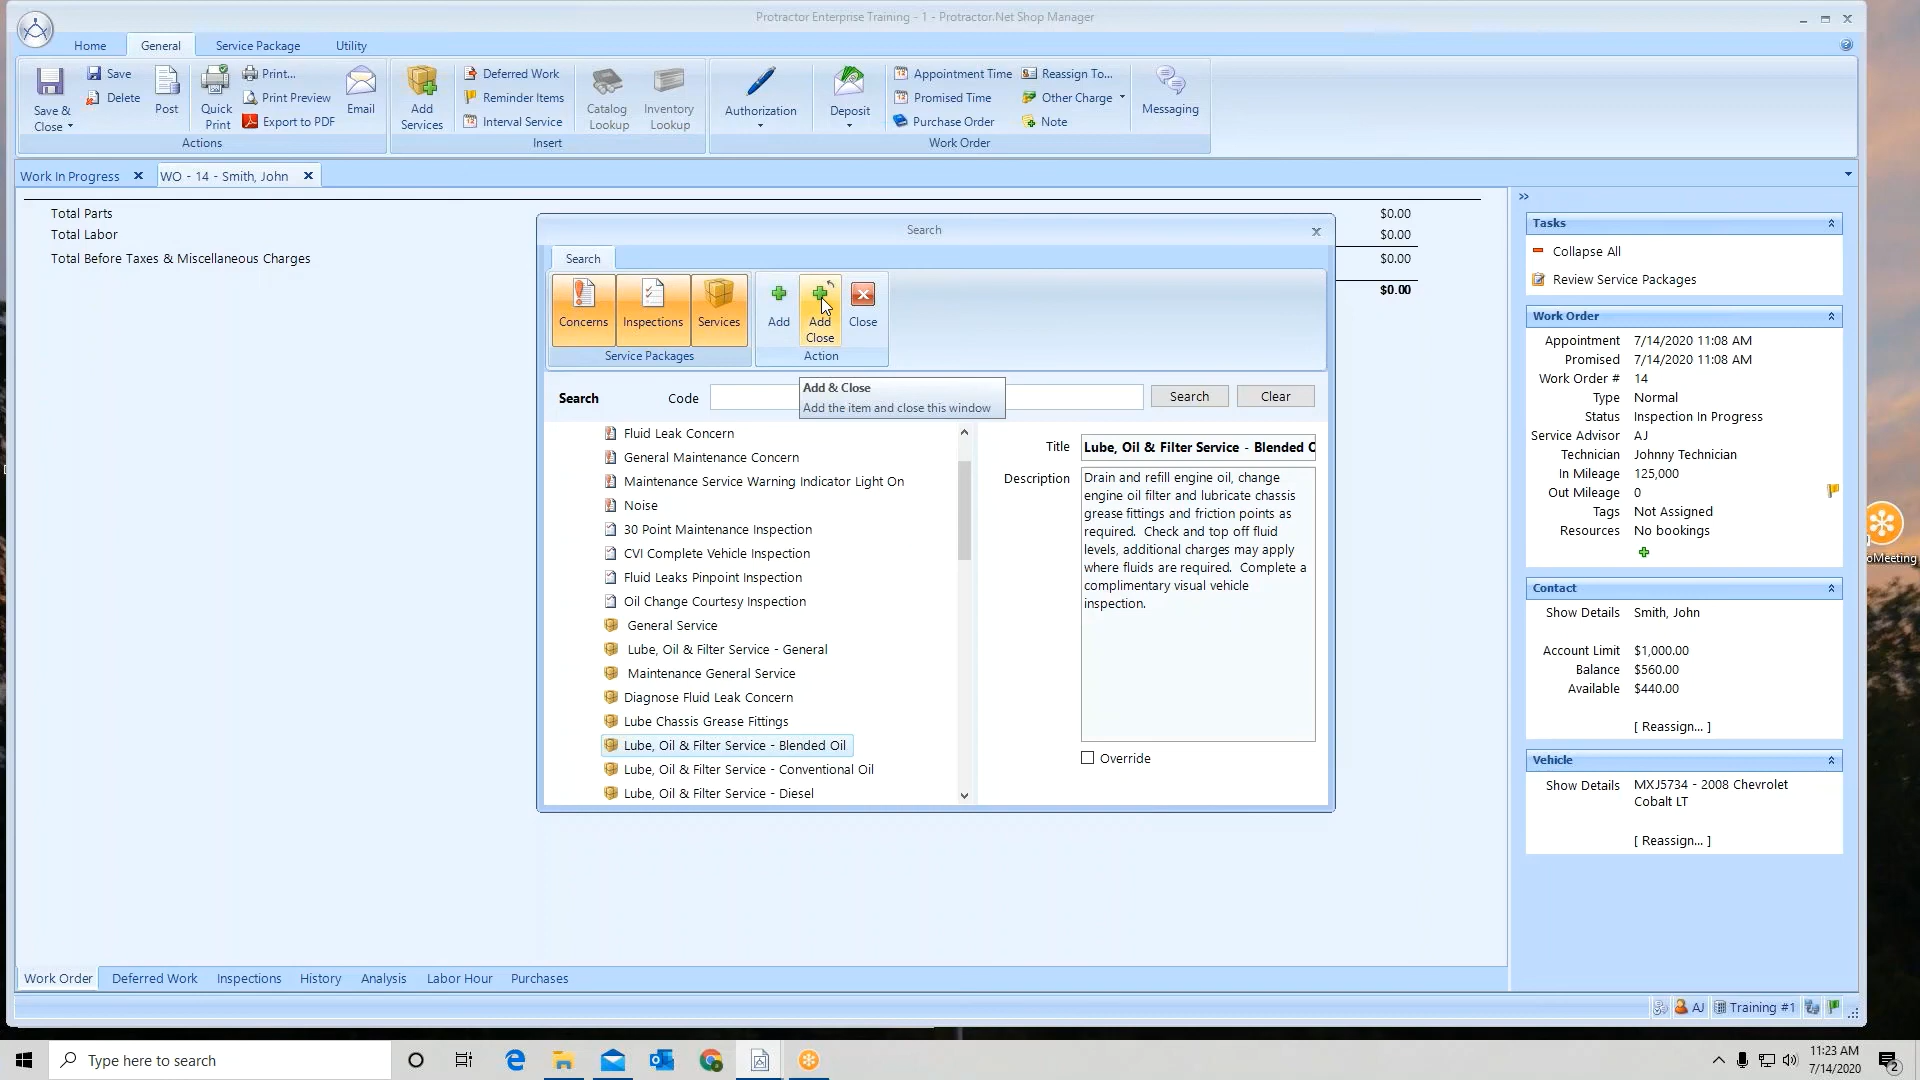 Protractor Enterprise Training - 1 - Protractor.Net Shop Manager
Home
General
Service Package
Utility
Save & Close
Save
Delete
Post
Quick Print
Print...
Print Preview
Export to PDF
Email
Actions
Add Services
Deferred Work
Reminder Items
Interval Service
Catalog Lookup
Inventory Lookup
Insert
Authorization
Deposit
Appointment Time
Promised Time
Purchase Order
Reassign To...
Other Charge
Note
Messaging
Work Order
Work In Progress
WO - 14 - Smith, John
Total Parts $0.00
Total Labor $0.00
Total Before Taxes & Miscellaneous Charges $0.00
$0.00
Search
Search
Concerns
Inspections
Services
Service Packages
Add
Add Close
Close
Action
Search
Code
Search
Clear
Add & Close
Add the item and close this window
Fluid Leak Concern
General Maintenance Concern
Maintenance Service Warning Indicator Light On
Noise
30 Point Maintenance Inspection
CVI Complete Vehicle Inspection
Fluid Leaks Pinpoint Inspection
Oil Change Courtesy Inspection
General Service
Lube, Oil & Filter Service - General
Maintenance General Service
Diagnose Fluid Leak Concern
Lube Chassis Grease Fittings
Lube, Oil & Filter Service - Blended Oil
Lube, Oil & Filter Service - Conventional Oil
Lube, Oil & Filter Service - Diesel
Title Lube, Oil & Filter Service - Blended
Description
Drain and refill engine oil, change
engine oil filter and lubricate chassis
grease fittings and friction points as
required. Check and top off fluid
levels, additional charges may apply
where fluids are required. Complete a
complimentary visual vehicle
inspection.
Override
Tasks
Collapse All
Review Service Packages
Work Order
Appointment 7/14/2020 11:08 AM
Promised 7/14/2020 11:08 AM
Work Order # 14
Type Normal
Status Inspection In Progress
Service Advisor AJ
Technician Johnny Technician
In Mileage 125,000
Out Mileage 0
Tags Not Assigned
Resources No bookings
Contact
Show Details Smith, John
Account Limit $1,000.00
Balance $560.00
Available $440.00
[ Reassign... ]
Vehicle
Show Details MXJ5734 - 2008 Chevrolet
Cobalt LT
[ Reassign... ]
oMeeting
Work Order
Deferred Work
Inspections
History
Analysis
Labor Hour
Purchases
AJ
Training #1
Type here to search
11:23 AM
7/14/2020
2